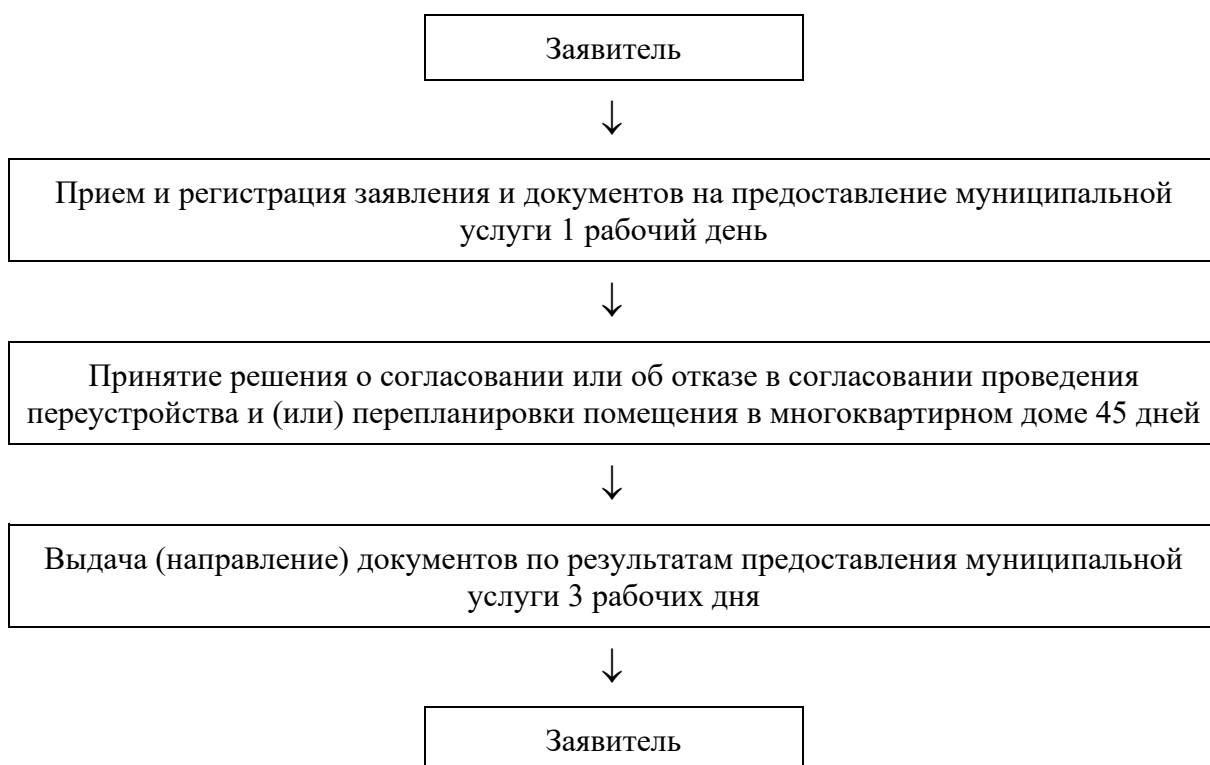 Заявитель
↓
Прием и регистрация заявления и документов на предоставление муниципальной
услуги 1 рабочий день
↓
Принятие решения о согласовании или об отказе в согласовании проведения
переустройства и (или) перепланировки помещения в многоквартирном доме 45 дней
↓
Выдача (направление) документов по результатам предоставления муниципальной
услуги 3 рабочих дня
↓
Заявитель